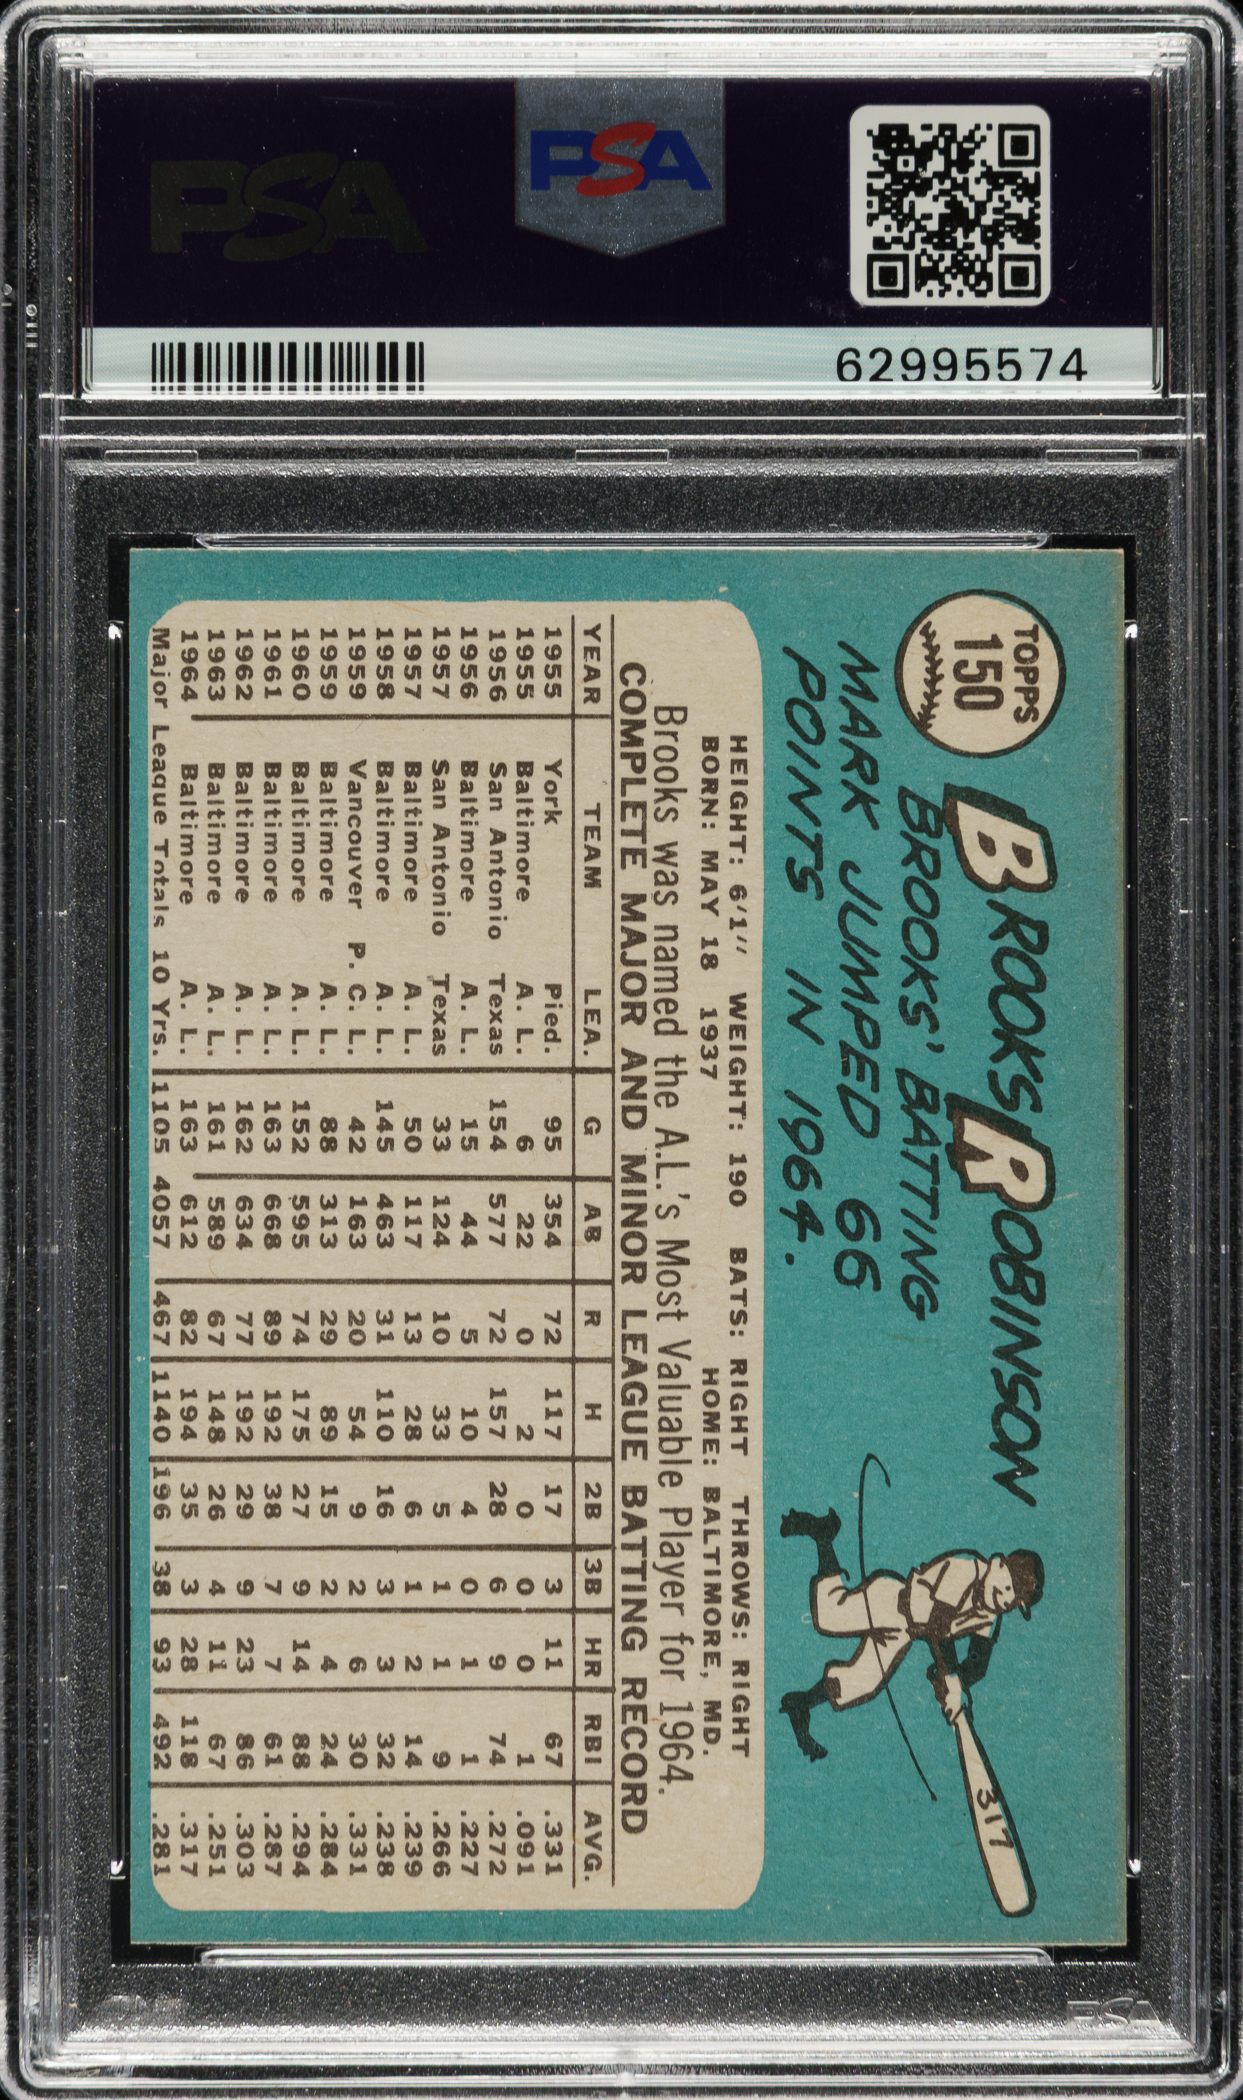 PSA
PSA
62995574
TOPPS
150
BROOKS ROBINSON
BROOKS' BATTING
MARK JUMPED 66
POINTS IN 1964.
317
HEIGHT: 6'1" WEIGHT: 190 BATS: RIGHT THROWS: RIGHT
BORN: MAY 18 1937 HOME: BALTIMORE, MD.
Brooks was named the A.L.'s Most Valuable Player for 1964.
COMPLETE MAJOR AND MINOR LEAGUE BATTING RECORD
YEAR TEAM LEA. G AB R H 2B 3B HR RBI AVG.
1955 York Pied. 95 354 72 117 17 3 11 67 .331
1955 Baltimore A. L. 6 22 0 2 0 0 0 1 .091
1956 San Antonio Texas 154 577 72 157 28 6 9 74 .272
1956 Baltimore A. L. 15 44 5 10 4 0 1 1 .227
1957 San Antonio Texas 33 124 10 33 5 1 1 9 .266
1957 Baltimore A. L. 50 117 13 28 6 1 2 14 .239
1958 Baltimore A. L. 145 463 31 110 16 3 3 32 .238
1959 Vancouver P. C. L. 42 163 20 54 9 2 6 30 .331
1959 Baltimore A. L. 88 313 29 89 15 2 4 24 .284
1960 Baltimore A. L. 152 595 74 175 27 9 14 88 .294
1961 Baltimore A. L. 163 668 89 192 38 7 7 61 .287
1962 Baltimore A. L. 162 634 77 192 29 9 23 86 .303
1963 Baltimore A. L. 161 589 67 148 26 4 11 67 .251
1964 Baltimore A. L. 163 612 82 194 35 3 28 118 .317
Major League Totals 10 Yrs. 1105 4057 467 1140 196 38 93 492 .281
PSA